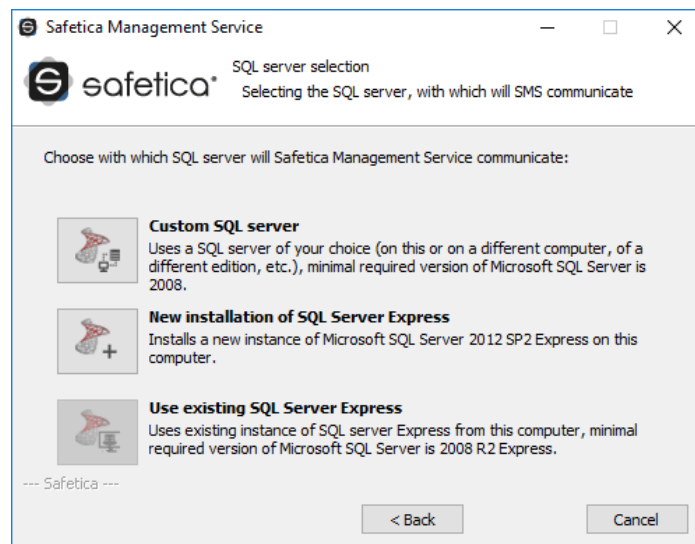 Safetica Management Service
safetica
SQL server selection
Selecting the SQL server, with which will SMS communicate
Choose with which SQL server will Safetica Management Service communicate:
Custom SQL server
Uses a SQL server of your choice (on this or on a different computer, of a
different edition, etc.), minimal required version of Microsoft SQL Server is
2008.
New installation of SQL Server Express
Installs a new instance of Microsoft SQL Server 2012 SP2 Express on this
computer.
Use existing SQL Server Express
Uses existing instance of SQL server Express from this computer, minimal
required version of Microsoft SQL Server is 2008 R2 Express.
--- Safetica ---
< Back
Cancel